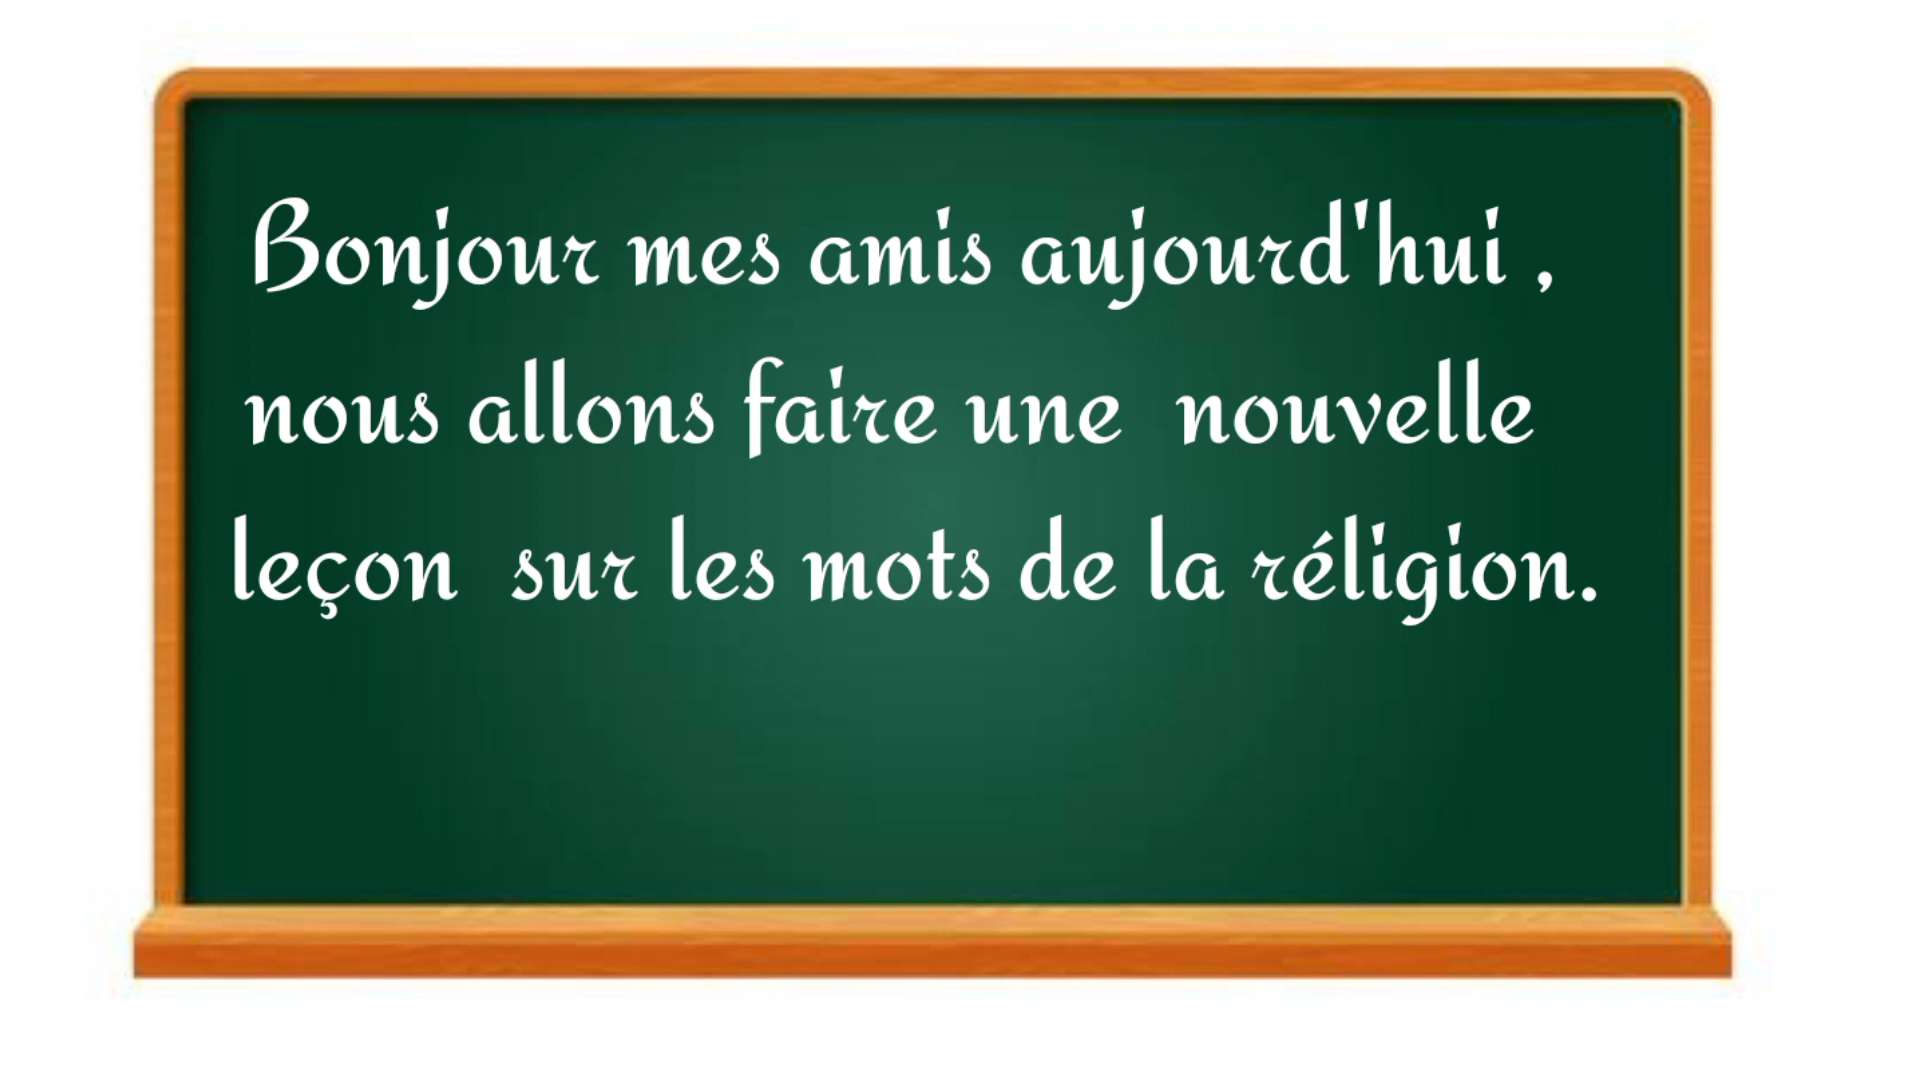 Bonjour mes amis aujourd'hui ,
nous allons faire une nouvelle
leçon sur les mots de la réligion.